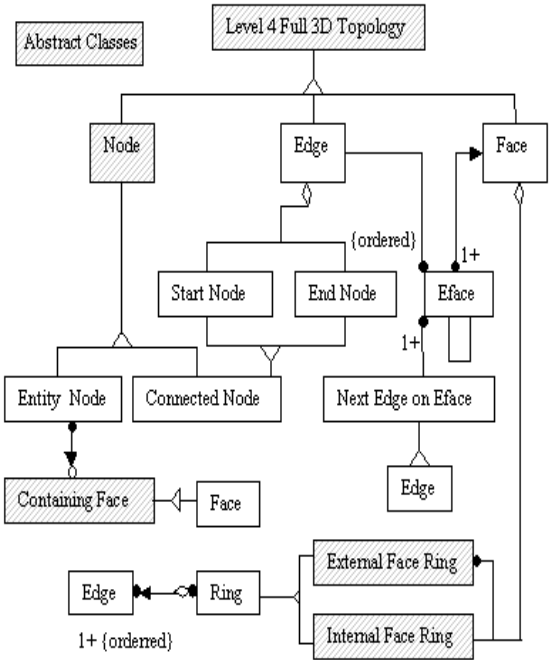 Abstract Classes
Level 4 Full 3D Topology
Node
Edge
Face
{ordered}
1+
Start Node
End Node
Eface
1+
Entity Node
Connected Node
Next Edge on Eface
Containing Face
Face
Edge
External Face Ring
Edge
Ring
1+ {orderred}
Internal Face Ring